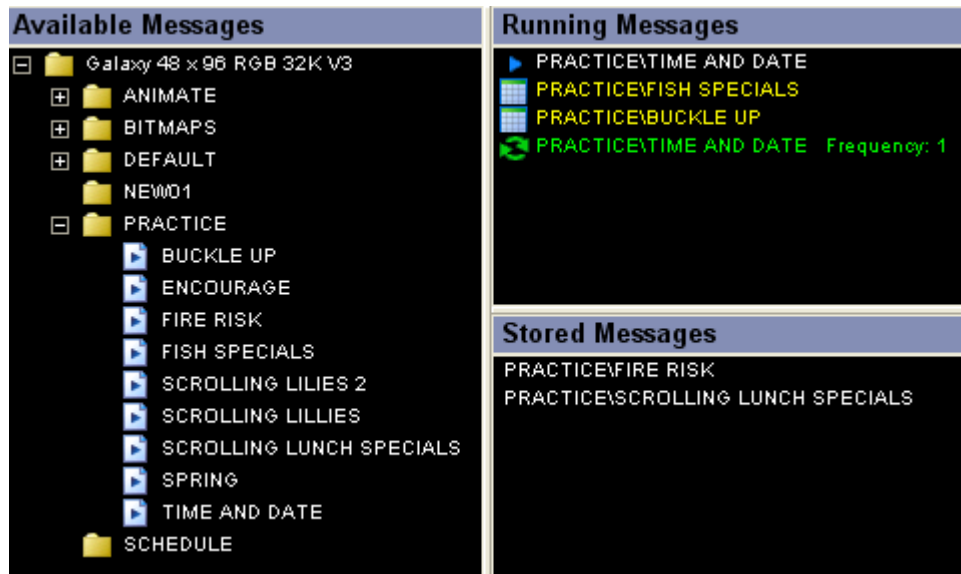 Available Messages
Galaxy 48 x 96 RGB 32K V3
ANIMATE
BITMAPS
DEFAULT
NEW01
PRACTICE
BUCKLE UP
ENCOURAGE
FIRE RISK
FISH SPECIALS
SCROLLING LILIES 2
SCROLLING LILLIES
SCROLLING LUNCH SPECIALS
SPRING
TIME AND DATE
SCHEDULE
Running Messages
PRACTICE\TIME AND DATE
PRACTICE\FISH SPECIALS
PRACTICE\BUCKLE UP
PRACTICE\TIME AND DATE Frequency: 1
Stored Messages
PRACTICE\FIRE RISK
PRACTICE\SCROLLING LUNCH SPECIALS